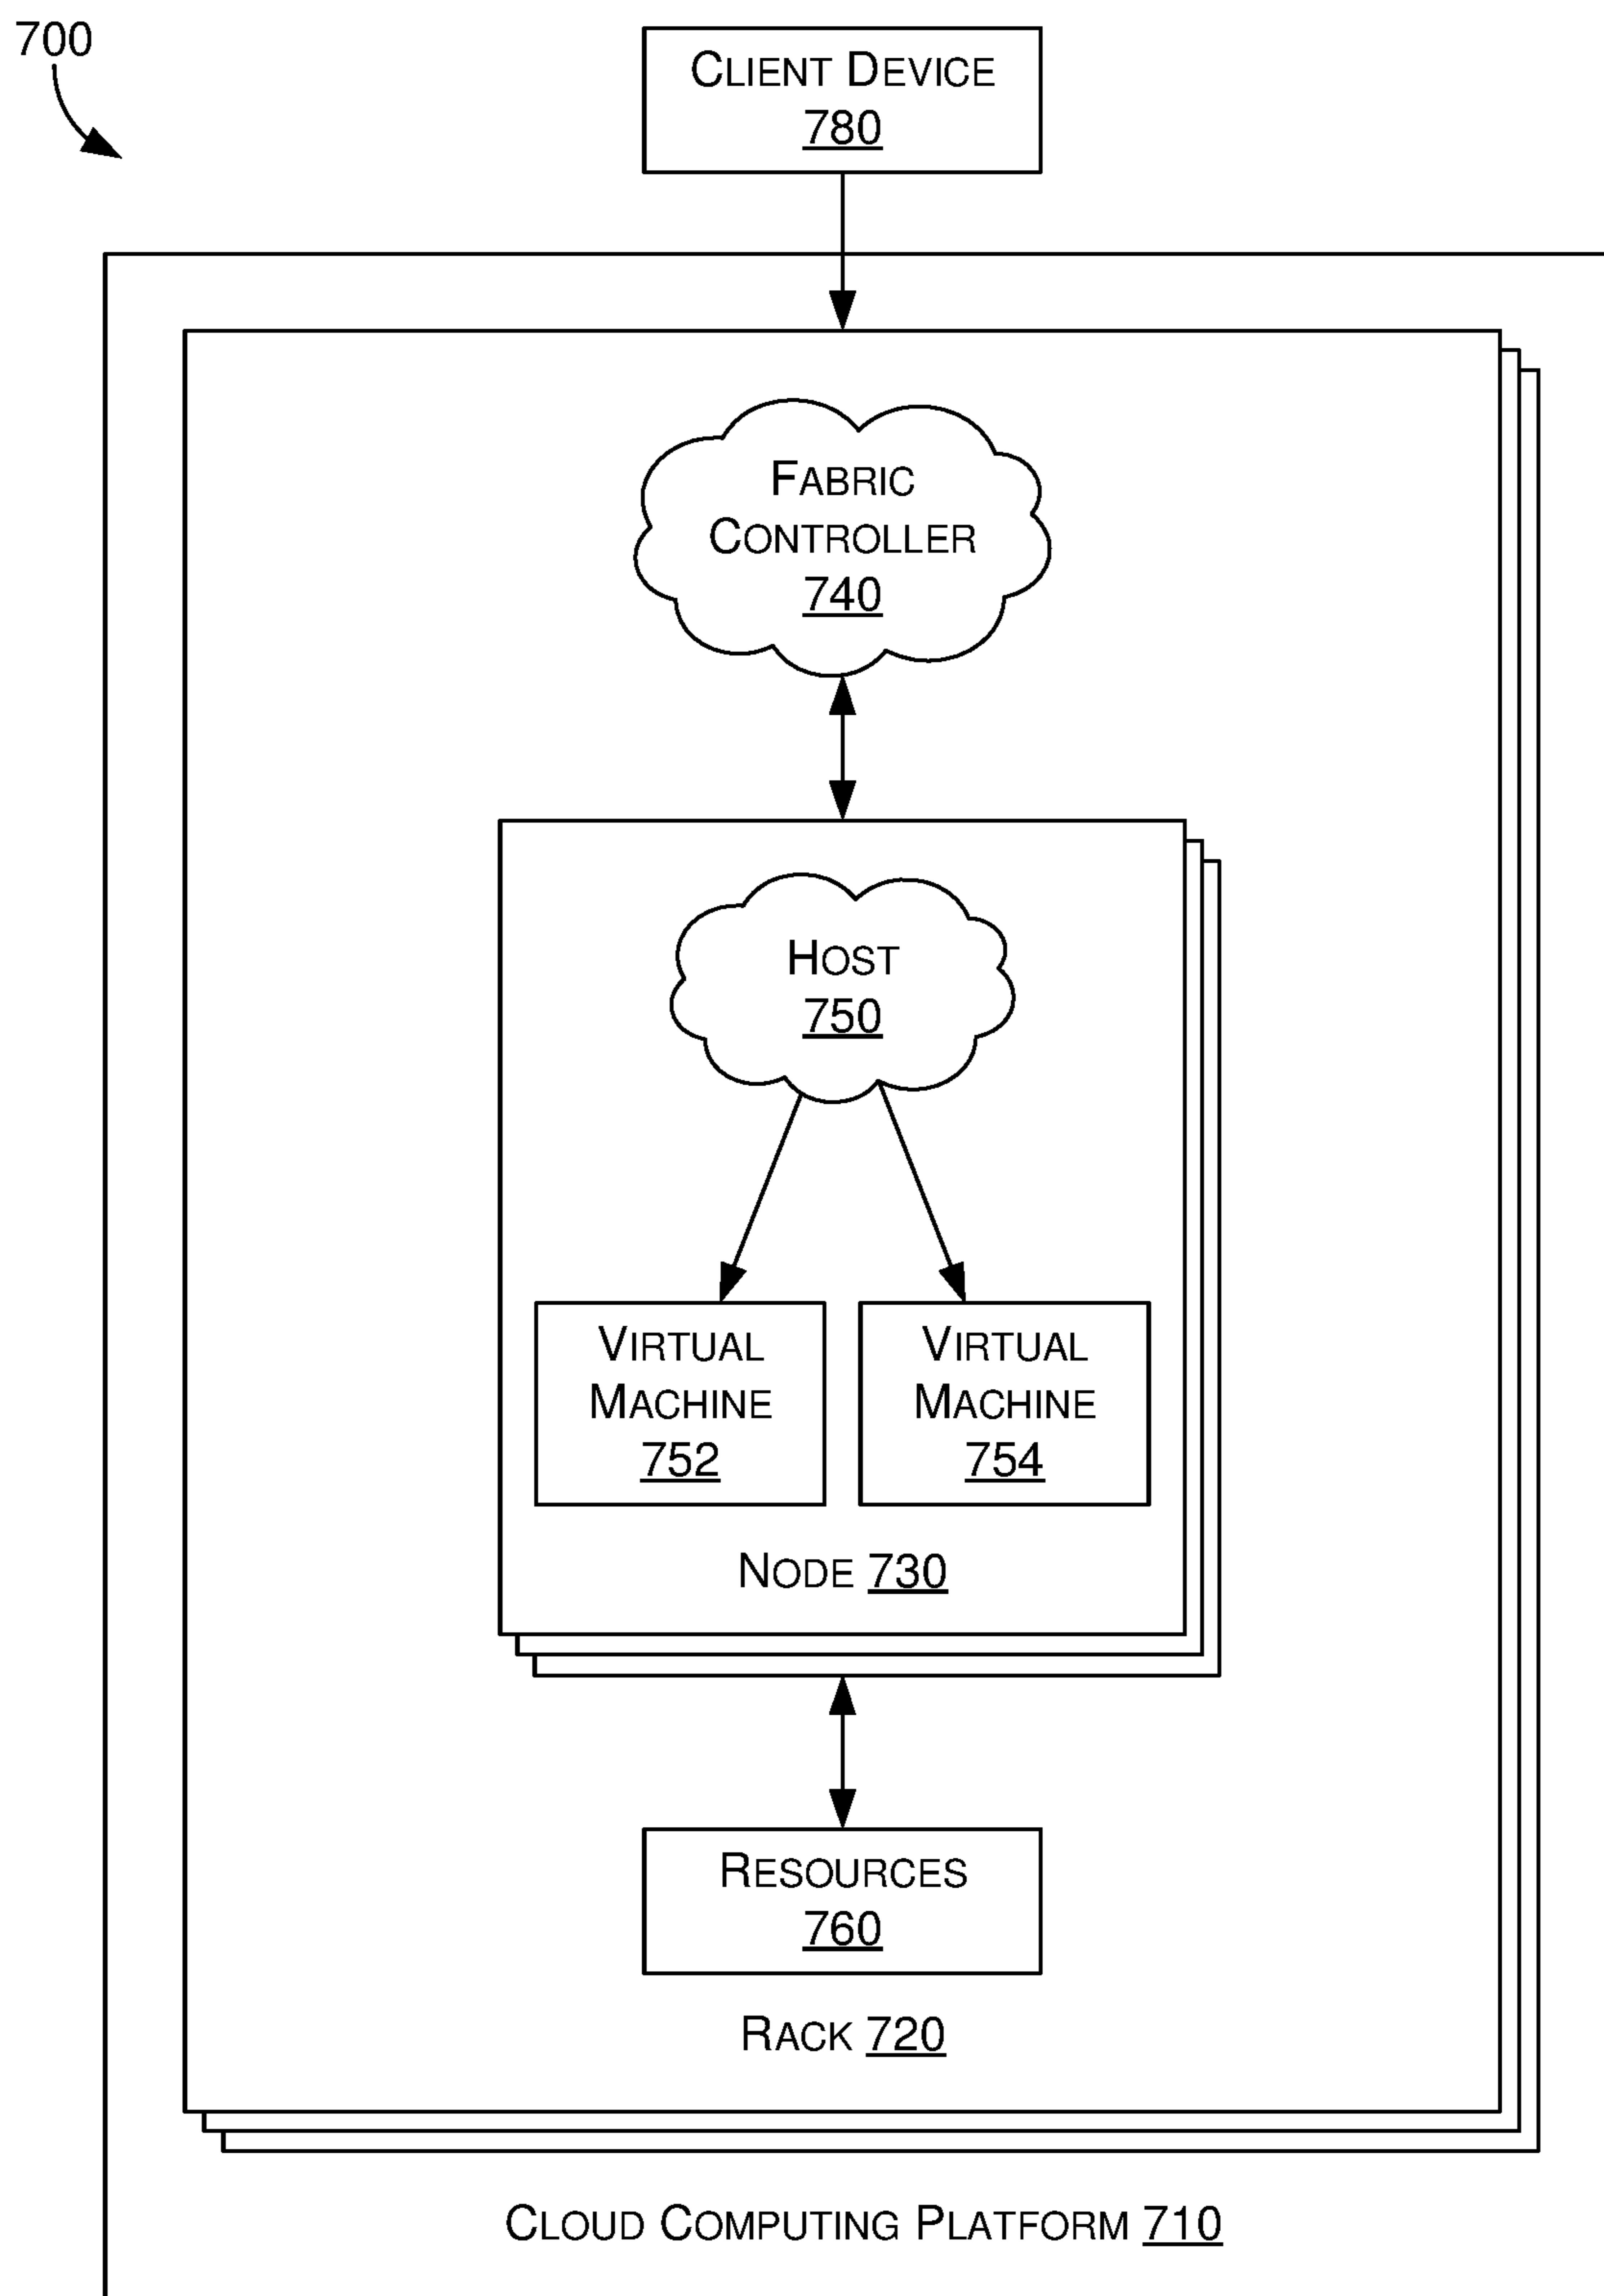 700
CLIENT DEVICE
780
FABRIC
CONTROLLER
740
HOST
750
VIRTUAL
MACHINE
752
VIRTUAL
MACHINE
754
NODE 730
RESOURCES
760
RACK 720
CLOUD COMPUTING PLATFORM 710